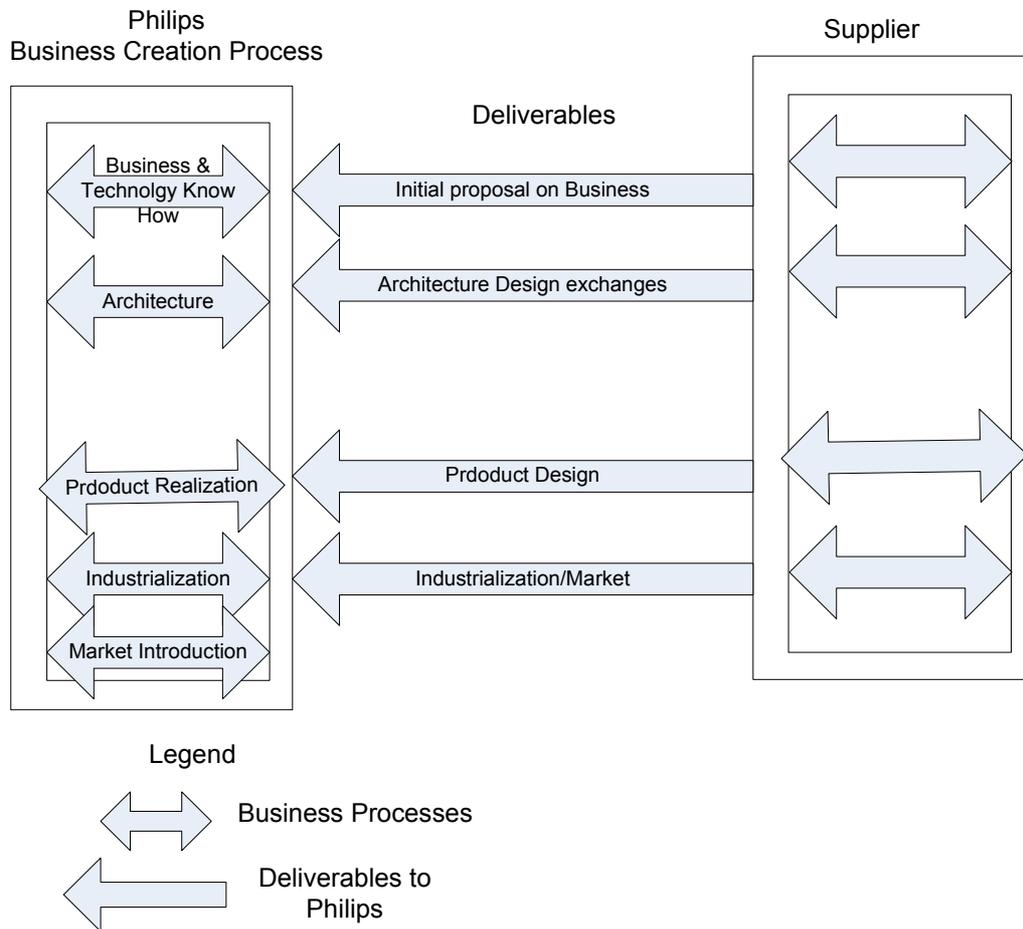 Philips
Business Creation Process
Supplier
Deliverables
Business &
Technolgy Know
How
Initial proposal on Business
Architecture
Architecture Design exchanges
Prdoduct Realization
Prdoduct Design
Industrialization
Industrialization/Market
Market Introduction
Legend
Business Processes
Deliverables to
Philips